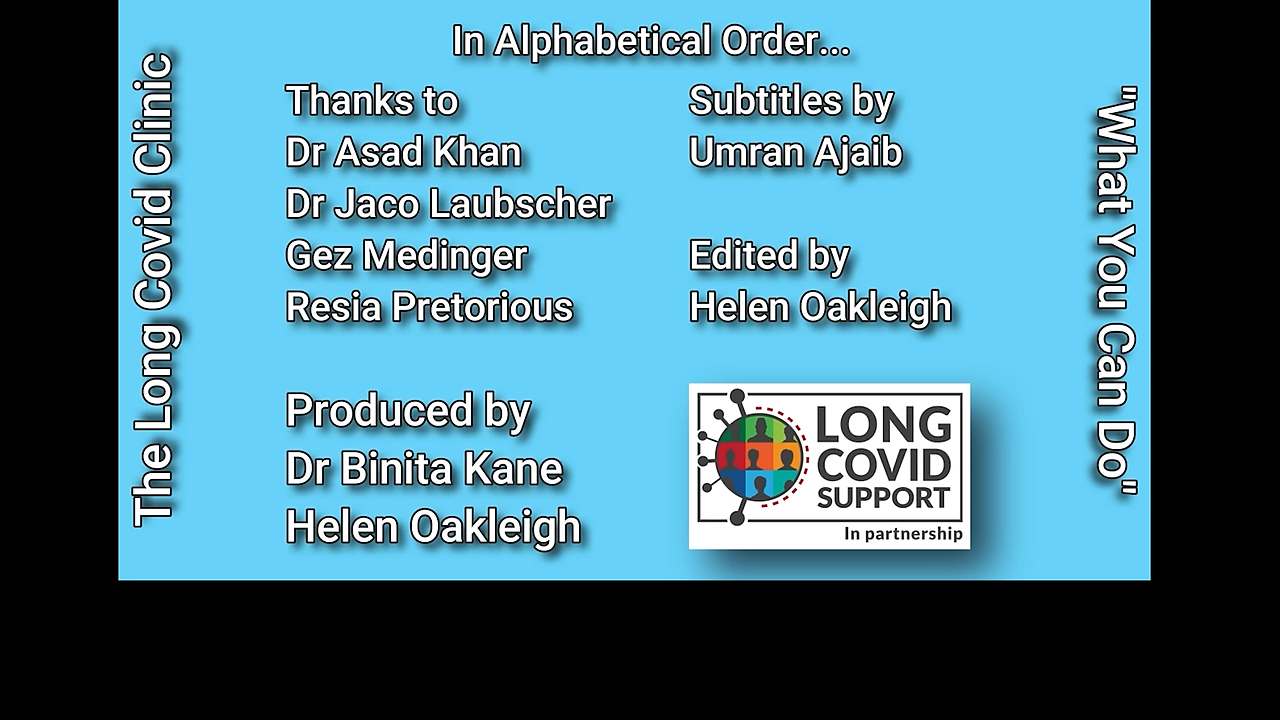 In Alphabetical Order...
The Long Covid Clinic
Thanks to
Dr Asad Khan
Dr Jaco Laubscher
Gez Medinger
Resia Pretorious
Produced by
Dr Binita Kane
Helen Oakleigh
Subtitles by
Umran Ajaib
Edited by
Helen Oakleigh
LONG
COVID
SUPPORT
In partnership
"What You Can Do"